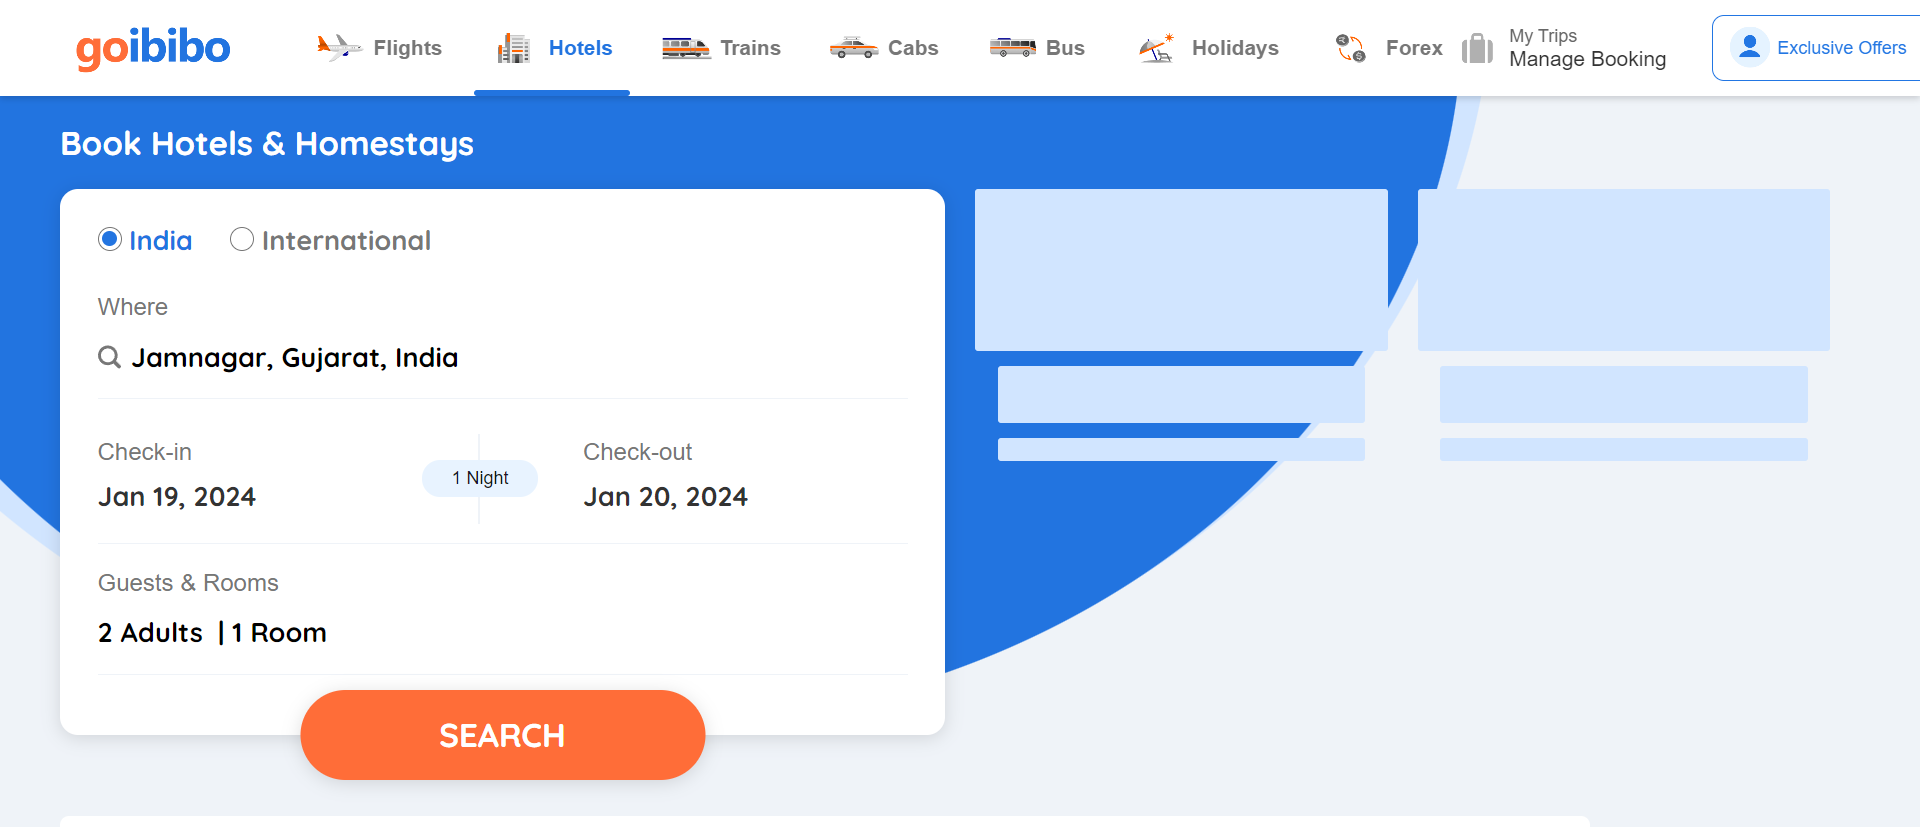 goibibo
Flights
Hotels
Trains
Cabs
Bus
Holidays
Forex
My Trips
Manage Booking
Exclusive Offers
Book Hotels & Homestays
India
International
Where
Jamnagar, Gujarat, India
Check-in
1 Night
Check-out
Jan 19, 2024
Jan 20, 2024
Guests & Rooms
2 Adults | 1 Room
SEARCH